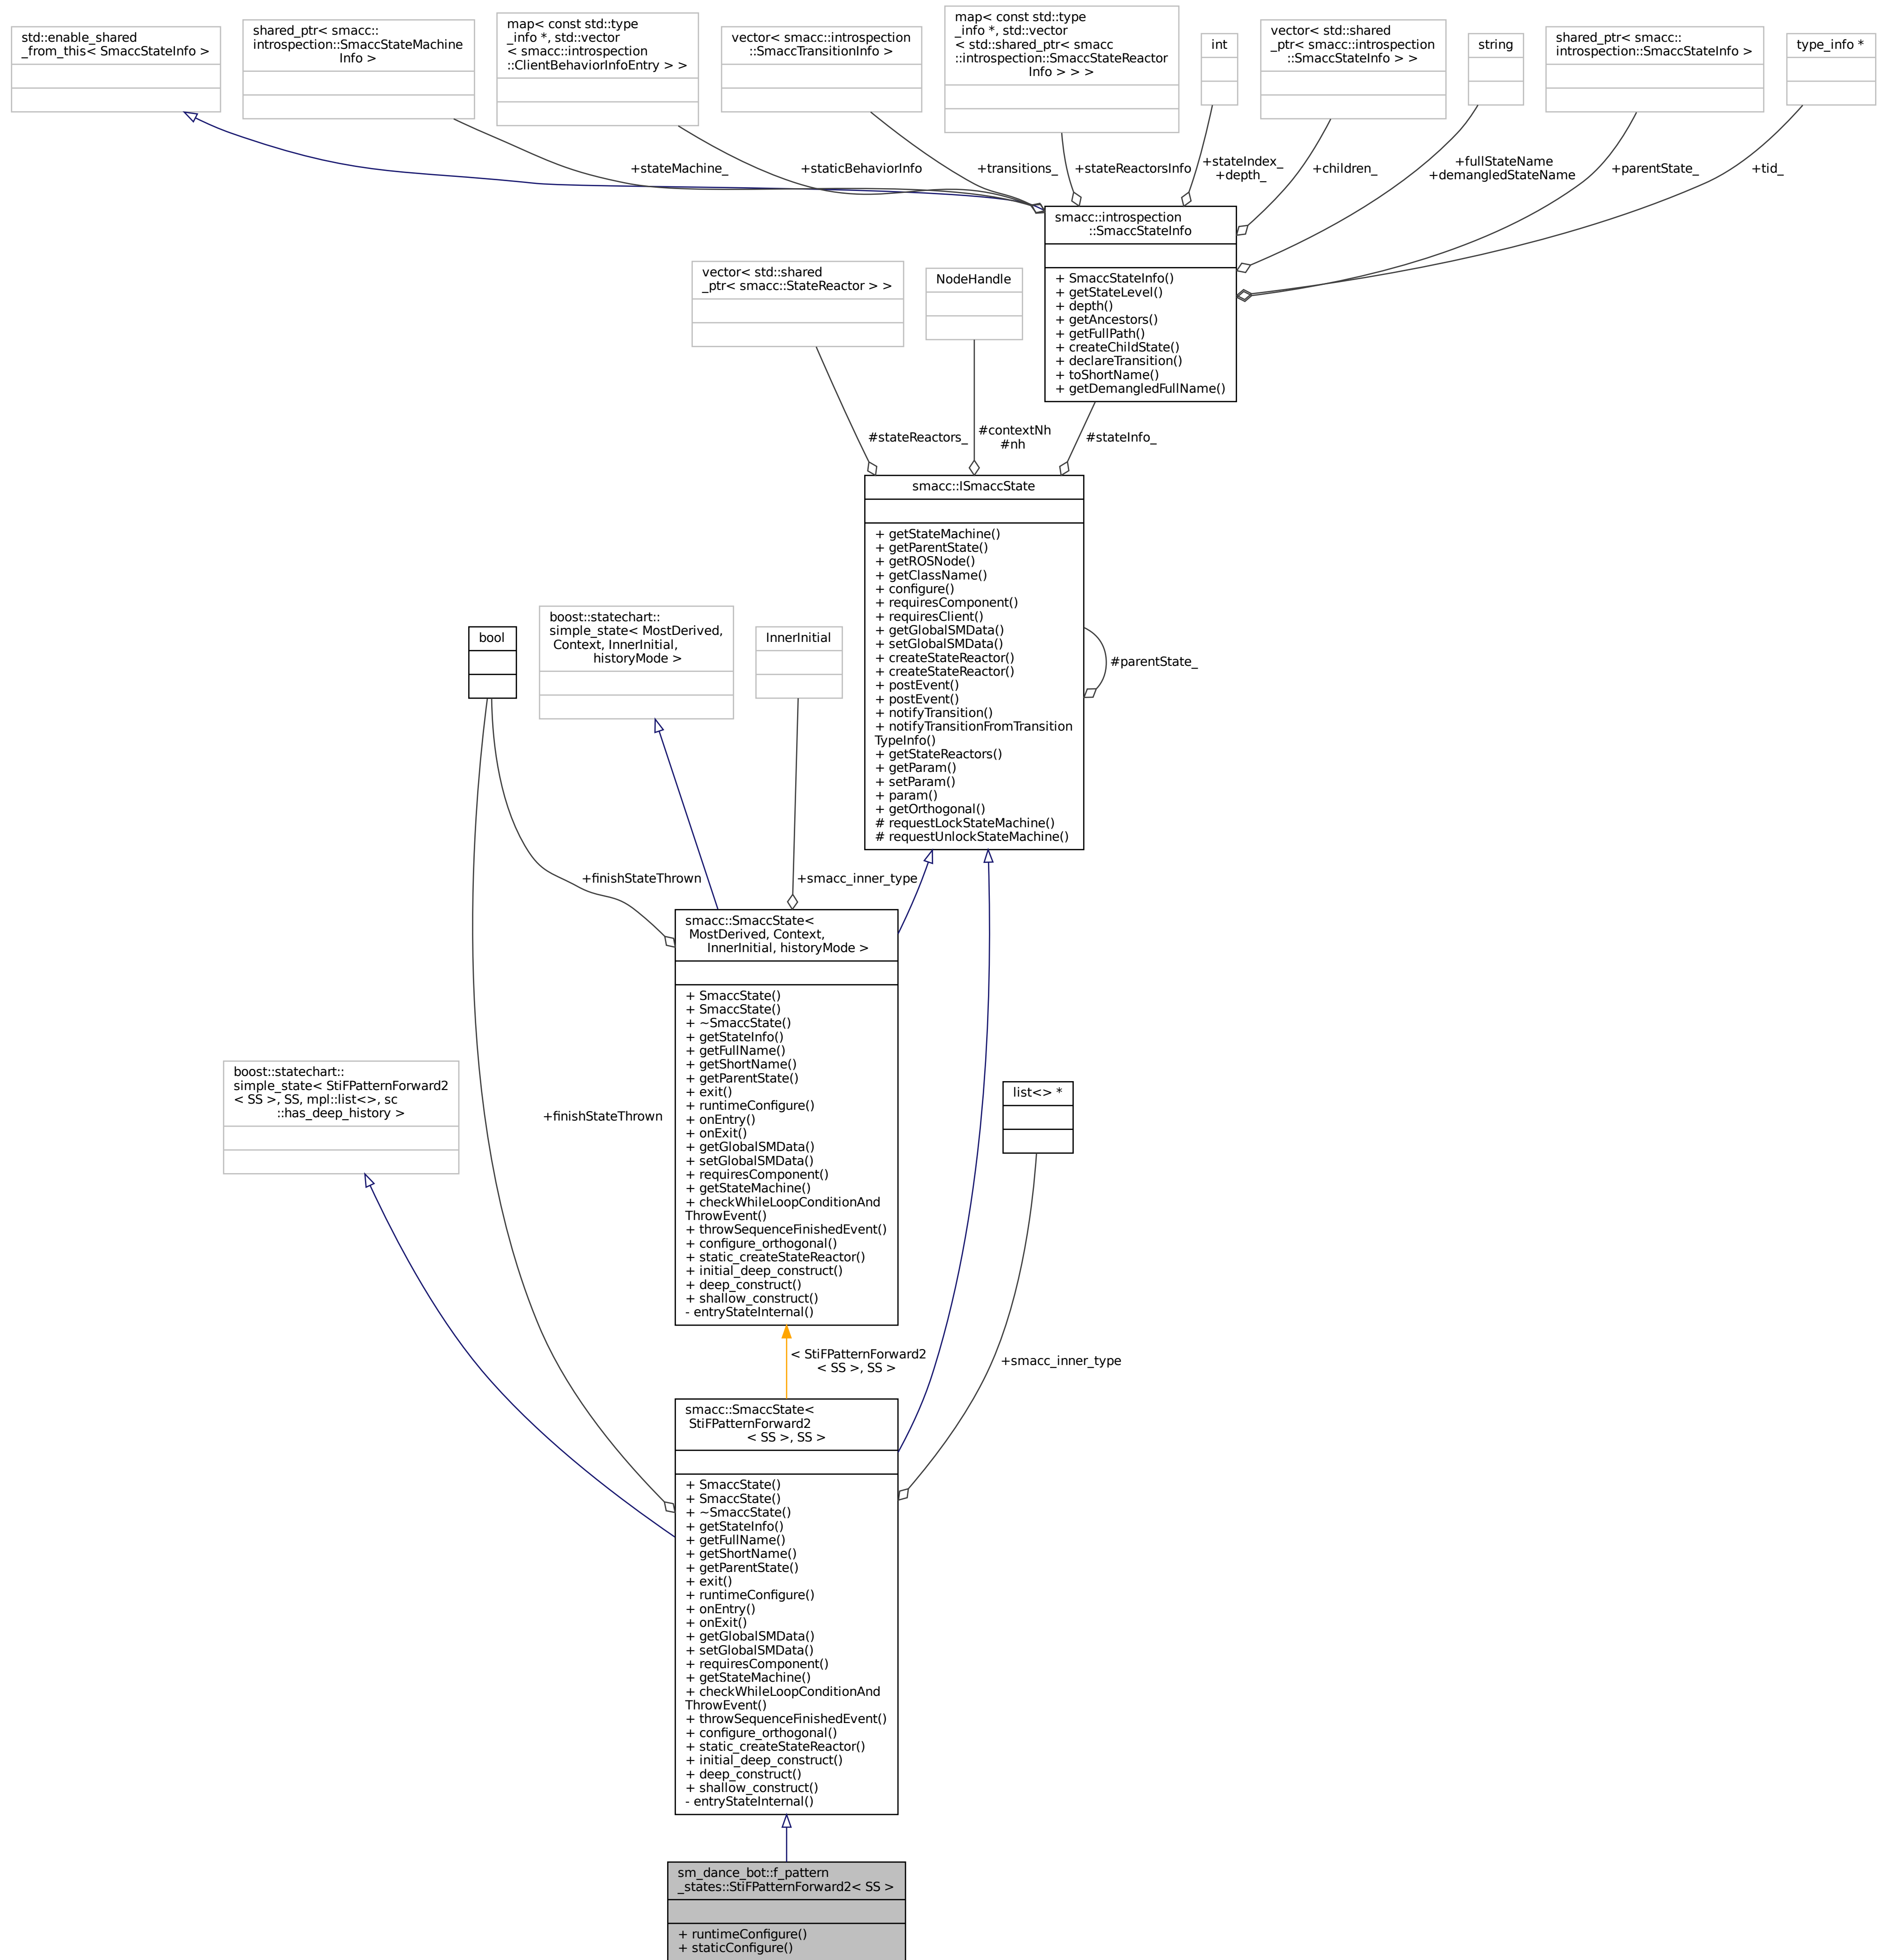 std::enable_shared
_from_this< SmaccStateInfo >
shared_ptr< smacc::
introspection::SmaccStateMachine
Info >
map< const std::type
_info *, std::vector
< smacc::introspection
::ClientBehaviorInfoEntry > >
vector< smacc::introspection
::SmaccTransitionInfo >
map< const std::type
_info *, std::vector
< std::shared_ptr< smacc
::introspection::SmaccStateReactor
Info > > >
int
vector< std::shared
_ptr< smacc::introspection
::SmaccStateInfo > >
string
shared_ptr< smacc::
introspection::SmaccStateInfo >
type_info *
+stateMachine_
+staticBehaviorInfo
+transitions_
+stateReactorsInfo
+stateIndex_
+depth_
+children_
+fullStateName
+demangledStateName
+parentState_
+tid_
smacc::introspection
::SmaccStateInfo
+ SmaccStateInfo()
+ getStateLevel()
+ depth()
+ getAncestors()
+ getFullPath()
+ createChildState()
+ declareTransition()
+ toShortName()
+ getDemangledFullName()
vector< std::shared
_ptr< smacc::StateReactor > >
NodeHandle
#stateReactors_
#contextNh
#nh
#stateInfo_
smacc::ISmaccState
+ getStateMachine()
+ getParentState()
+ getROSNode()
+ getClassName()
+ configure()
+ requiresComponent()
+ requiresClient()
+ getGlobalSMData()
+ setGlobalSMData()
+ createStateReactor()
+ createStateReactor()
+ postEvent()
+ postEvent()
+ notifyTransition()
+ notifyTransitionFromTransition
TypeInfo()
+ getStateReactors()
+ getParam()
+ setParam()
+ param()
+ getOrthogonal()
# requestLockStateMachine()
# requestUnlockStateMachine()
#parentState_
bool
boost::statechart::
simple_state< MostDerived,
Context, InnerInitial,
historyMode >
InnerInitial
+finishStateThrown
+smacc_inner_type
smacc::SmaccState<
MostDerived, Context,
InnerInitial, historyMode >
+ SmaccState()
+ SmaccState()
+ ~SmaccState()
+ getStateInfo()
+ getFullName()
+ getShortName()
+ getParentState()
+ exit()
+ runtimeConfigure()
+ onEntry()
+ onExit()
+ getGlobalSMData()
+ setGlobalSMData()
+ requiresComponent()
+ getStateMachine()
+ checkWhileLoopConditionAnd
ThrowEvent()
+ throwSequenceFinishedEvent()
+ configure_orthogonal()
+ static_createStateReactor()
+ initial_deep_construct()
+ deep_construct()
+ shallow_construct()
- entryStateInternal()
boost::statechart::
simple_state< StiFPatternForward2
< SS >, SS, mpl::list<>, sc
::has_deep_history >
+finishStateThrown
list<> *
< StiFPatternForward2
< SS >, SS >
+smacc_inner_type
smacc::SmaccState<
StiFPatternForward2
< SS >, SS >
+ SmaccState()
+ SmaccState()
+ ~SmaccState()
+ getStateInfo()
+ getFullName()
+ getShortName()
+ getParentState()
+ exit()
+ runtimeConfigure()
+ onEntry()
+ onExit()
+ getGlobalSMData()
+ setGlobalSMData()
+ requiresComponent()
+ getStateMachine()
+ checkWhileLoopConditionAnd
ThrowEvent()
+ throwSequenceFinishedEvent()
+ configure_orthogonal()
+ static_createStateReactor()
+ initial_deep_construct()
+ deep_construct()
+ shallow_construct()
- entryStateInternal()
sm_dance_bot::f_pattern
_states::StiFPatternForward2< SS >
+ runtimeConfigure()
+ staticConfigure()